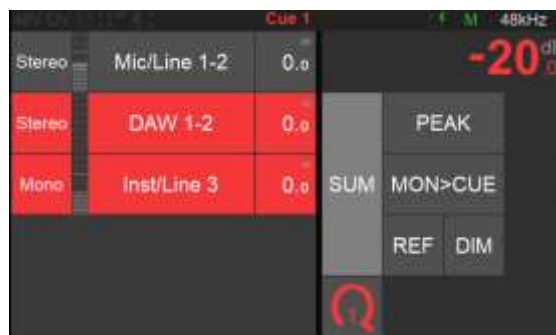 Cue 1 M 48kHz
-20
Stereo Mic/Line 1-2 0.0
Stereo DAW 1-2 0.0 PEAK
Mono Inst/Line 3 0.0 SUM MON>CUE
REF DIM